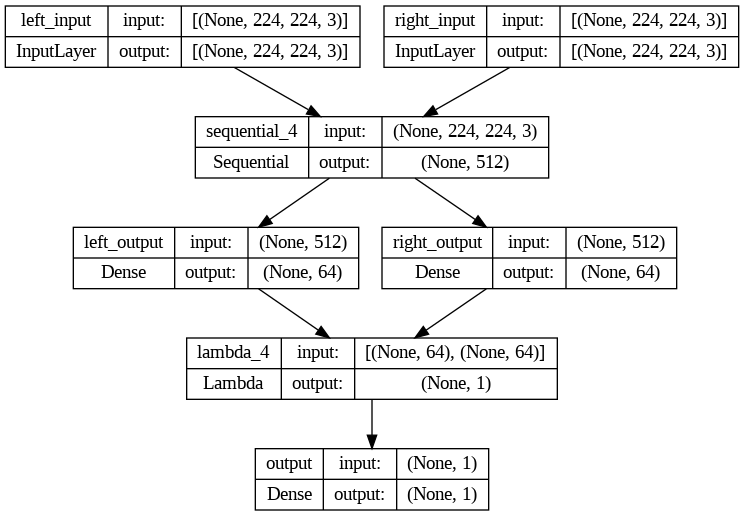 left_input input: [(None, 224, 224, 3)]
InputLayer output: [(None, 224, 224, 3)]
right_input input: [(None, 224, 224, 3)]
InputLayer output: [(None, 224, 224, 3)]
sequential_4 input: (None, 224, 224, 3)
Sequential output: (None, 512)
left_output input: (None, 512)
Dense output: (None, 64)
right_output input: (None, 512)
Dense output: (None, 64)
lambda_4 input: [(None, 64), (None, 64)]
Lambda output: (None, 1)
output input: (None, 1)
Dense output: (None, 1)